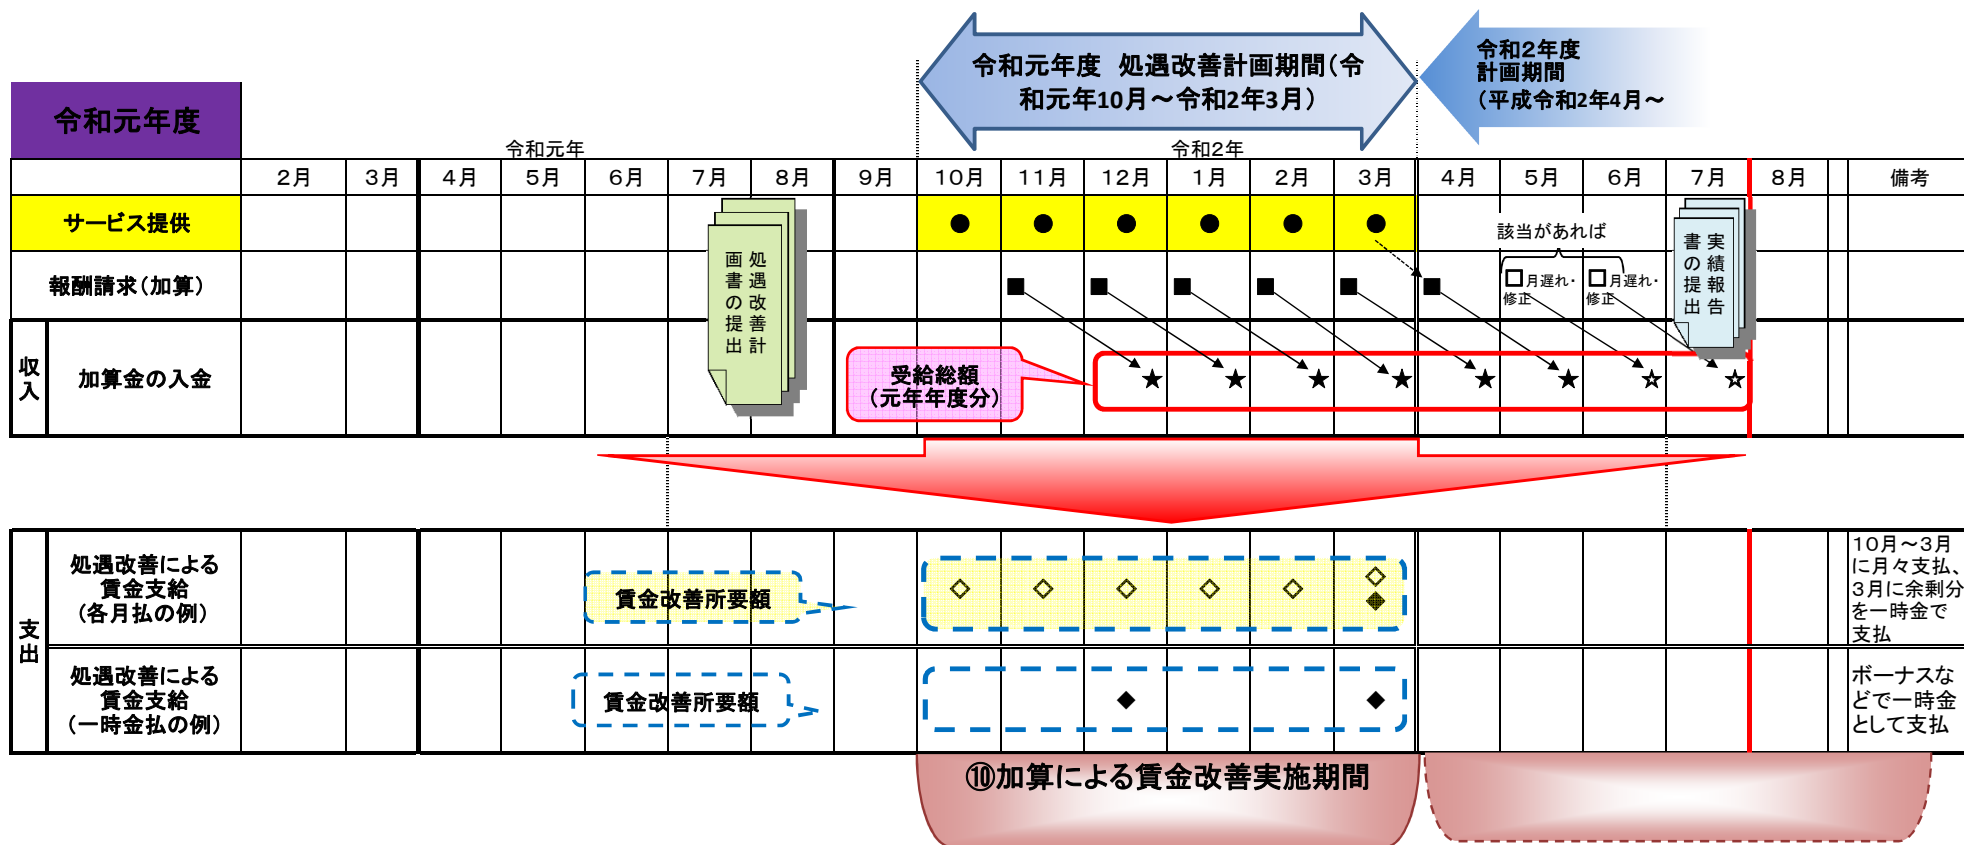 令和元年度 処遇改善計画期間(令
和元年10月～令和2年3月)
令和２年度
計画期間
(平成令和2年4月～
令和元年度
令和元年
令和２年
２月 ３月 ４月 ５月 ６月 ７月 ８月 ９月 １０月 １１月 １２月 １月 ２月 ３月 ４月 ５月 ６月 ７月 ８月 備考
サービス提供
●
●
●
●
●
●
該当があれば
報酬請求(加算)
■
■
■
■
■
■
□月遅れ・
修正
□月遅れ・
修正
処遇改善計
画書の提出
実績報告
書の提出
収入
加算金の入金
受給総額
(元年年度分)
★
★
★
★
★
★
☆
☆
支出
処遇改善による
賃金支給
(各月払の例)
賃金改善所要額
◇
◇
◇
◇
◇
◇
◆
１０月～３月
に月々支払、
３月に余剰分
を一時金で
支払
処遇改善による
賃金支給
(一時金払の例)
賃金改善所要額
◆
◆
ボーナスな
どで一時金
として支払
⑩加算による賃金改善実施期間